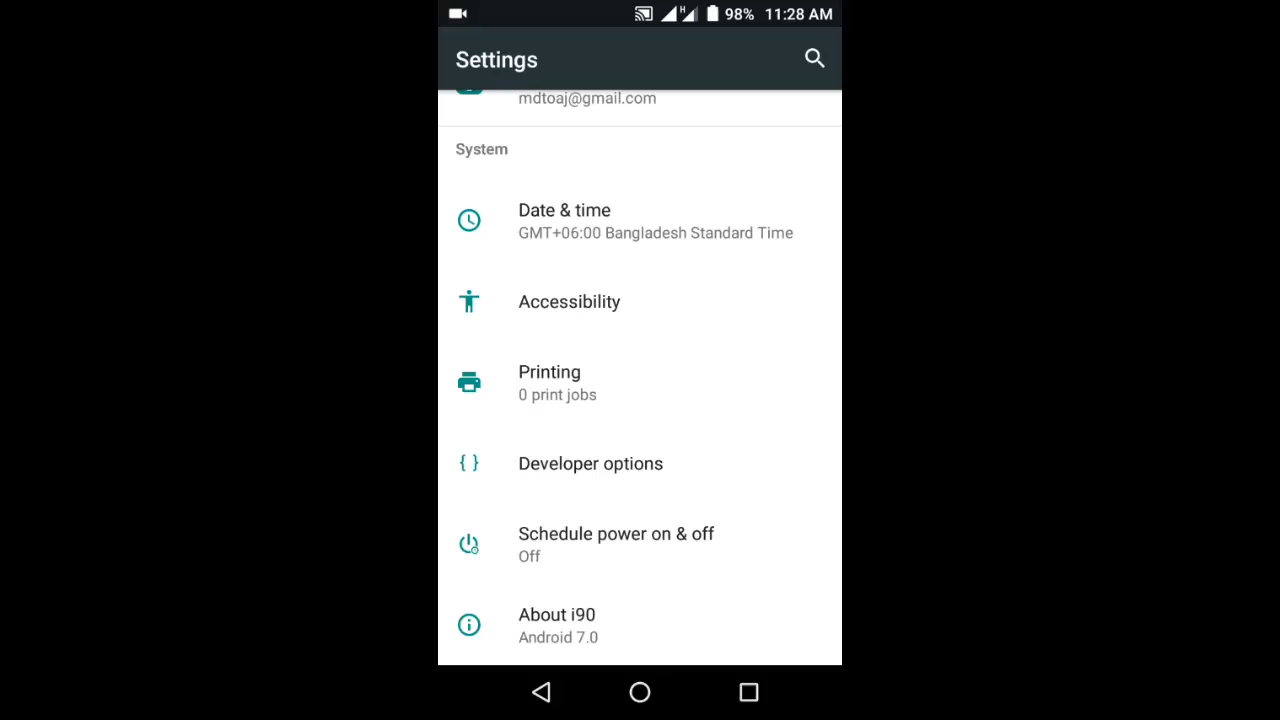 H 98% 11:28 AM
Settings
mdtoaj@gmail.com
System
Date & time
GMT+06:00 Bangladesh Standard Time
Accessibility
Printing
0 print jobs
{ } Developer options
Schedule power on & off
Off
About i90
Android 7.0